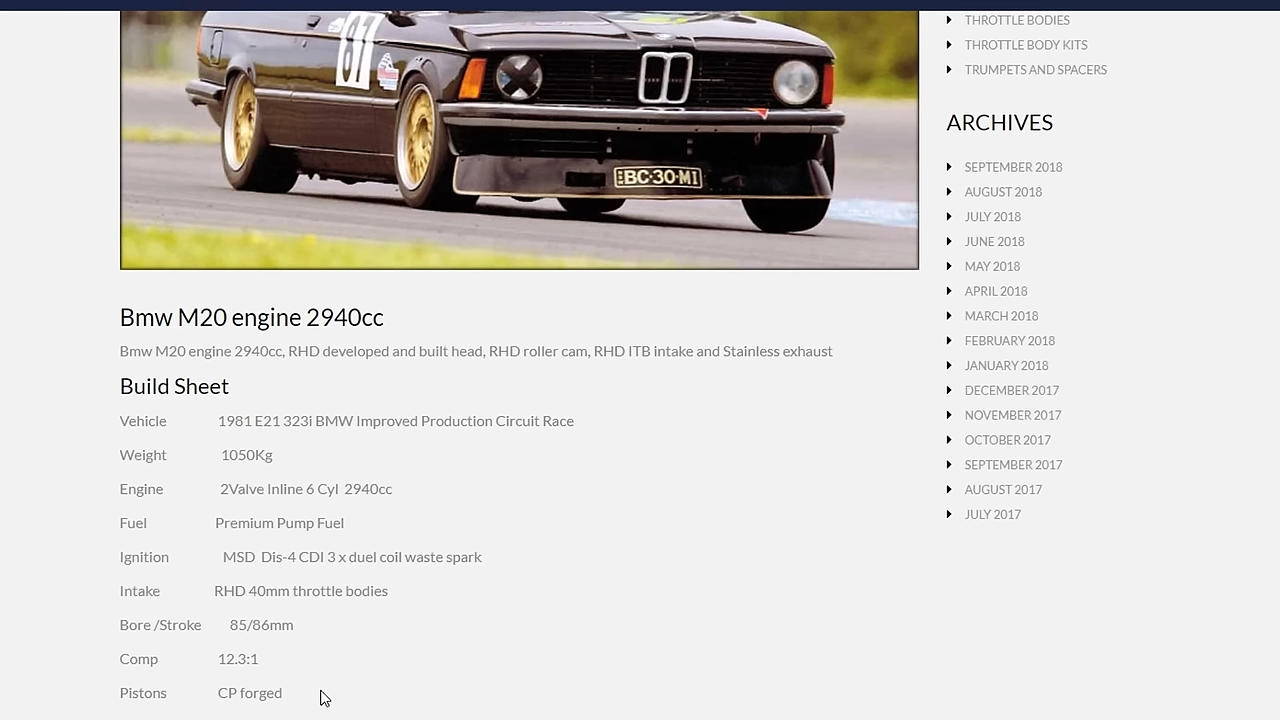 THROTTLE BODIES
THROTTLE BODY KITS
TRUMPETS AND SPACERS
ARCHIVES
SEPTEMBER 2018
AUGUST 2018
JULY 2018
JUNE 2018
MAY 2018
APRIL 2018
MARCH 2018
FEBRUARY 2018
JANUARY 2018
DECEMBER 2017
NOVEMBER 2017
OCTOBER 2017
SEPTEMBER 2017
AUGUST 2017
JULY 2017
BC·30·MI
Bmw M20 engine 2940cc
Bmw M20 engine 2940cc, RHD developed and built head, RHD roller cam, RHD ITB intake and Stainless exhaust
Build Sheet
Vehicle 1981 E21 323i BMW Improved Production Circuit Race
Weight 1050Kg
Engine 2Valve Inline 6 Cyl 2940cc
Fuel Premium Pump Fuel
Ignition MSD Dis-4 CDI 3 x duel coil waste spark
Intake RHD 40mm throttle bodies
Bore /Stroke 85/86mm
Comp 12.3:1
Pistons CP forged